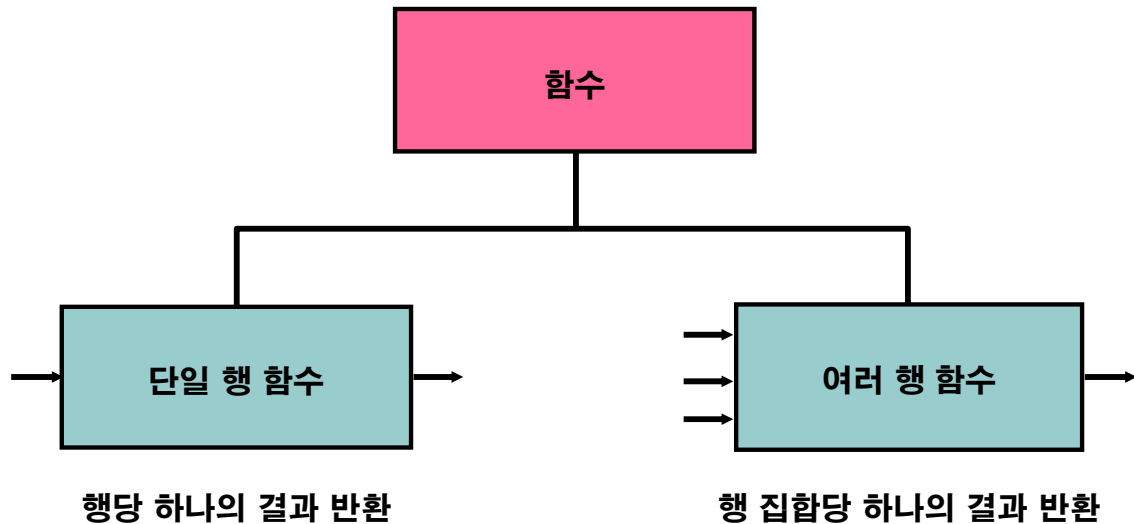 함수
단일 행 함수
여러 행 함수
행당 하나의 결과 반환
행 집합당 하나의 결과 반환